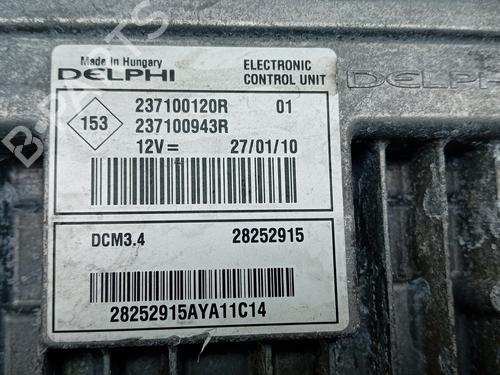 Made in Hungary
DELPHI
ELECTRONIC
CONTROL UNIT
DELPHI
153
237100120R 01
237100943R
12V= 27/01/10
DCM3.4 28252915
28252915AYA11C14
B-PARTS